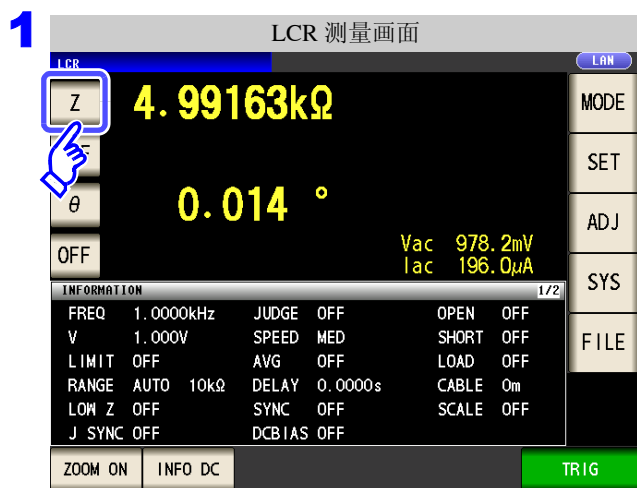 1
LCR 测量画面
LCR
LAN
Z
4.99163kΩ
MODE
SET
θ
0.014 °
ADJ
OFF
Vac 978.2mV
Iac 196.0μA
SYS
INFORMATION 1/2
FREQ 1.0000kHz JUDGE OFF OPEN OFF
V 1.000V SPEED MED SHORT OFF
FILE
LIMIT OFF AVG OFF LOAD OFF
RANGE AUTO 10kΩ DELAY 0.0000s CABLE 0m
LOW Z OFF SYNC OFF SCALE OFF
J SYNC OFF DCBIAS OFF
ZOOM ON INFO DC TRIG